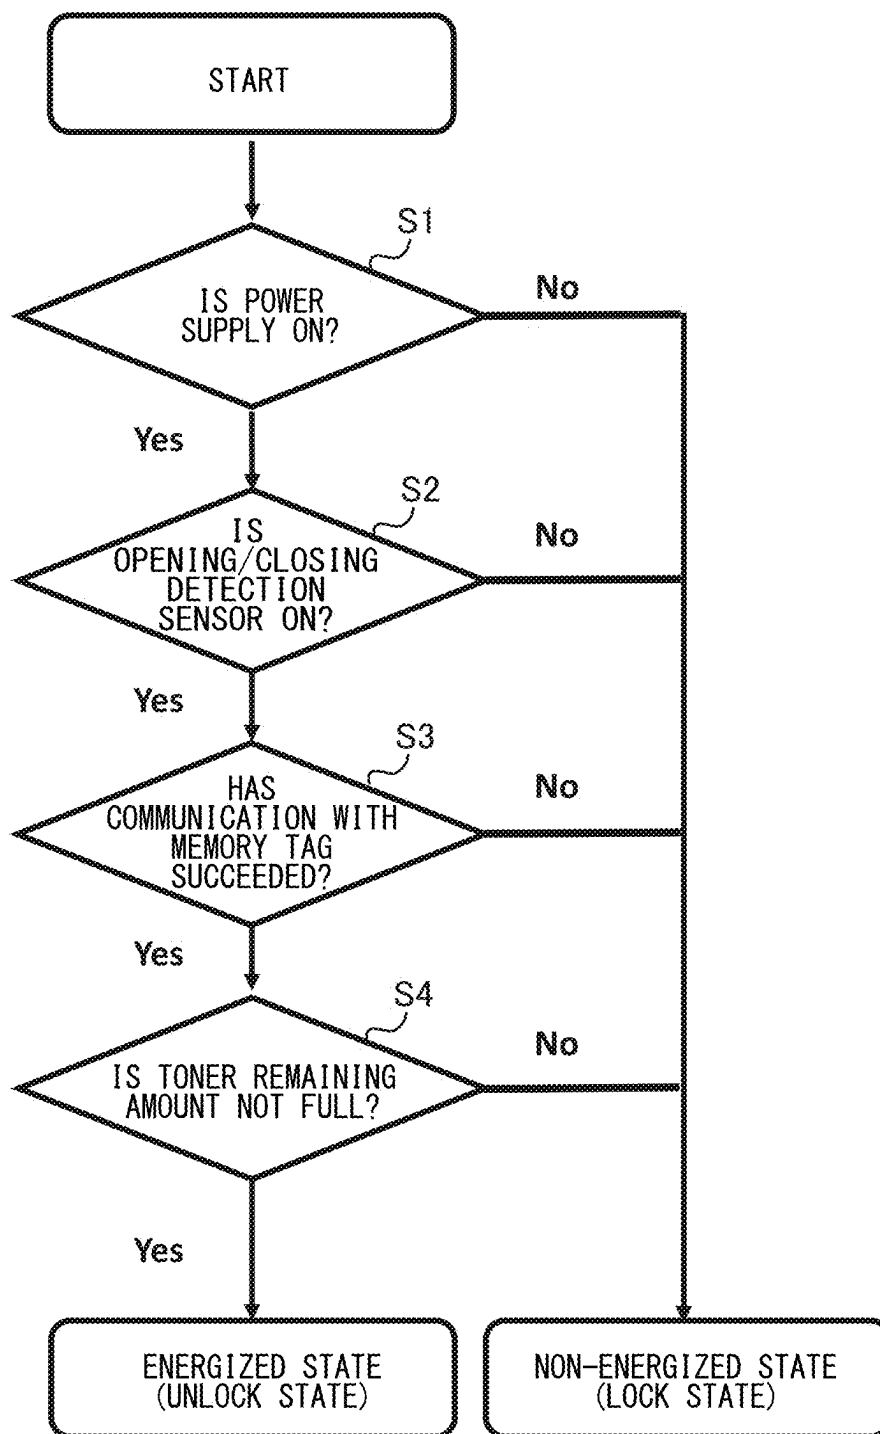 START
S1
IS POWER
SUPPLY ON?
No
Yes
S2
IS
OPENING/CLOSING
DETECTION
SENSOR ON?
No
Yes
S3
HAS
COMMUNICATION WITH
MEMORY TAG
SUCCEEDED?
No
Yes
S4
IS TONER REMAINING
AMOUNT NOT FULL?
No
Yes
ENERGIZED STATE
(UNLOCK STATE)
NON-ENERGIZED STATE
(LOCK STATE)